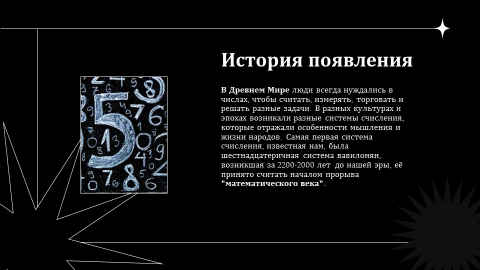 История появления
В Древнем Мире люди всегда нуждались в
числах, чтобы считать, измерять, торговать и
решать разные задачи. В разных культурах и
эпохах возникали разные системы счисления,
которые отражали особенности мышления и
жизни народов. Самая первая система
счисления, известная нам, была
шестнадцатеричная система вавилонян,
возникшая за 2200-2000 лет до нашей эры, её
принято считать началом прорыва
"математического века".